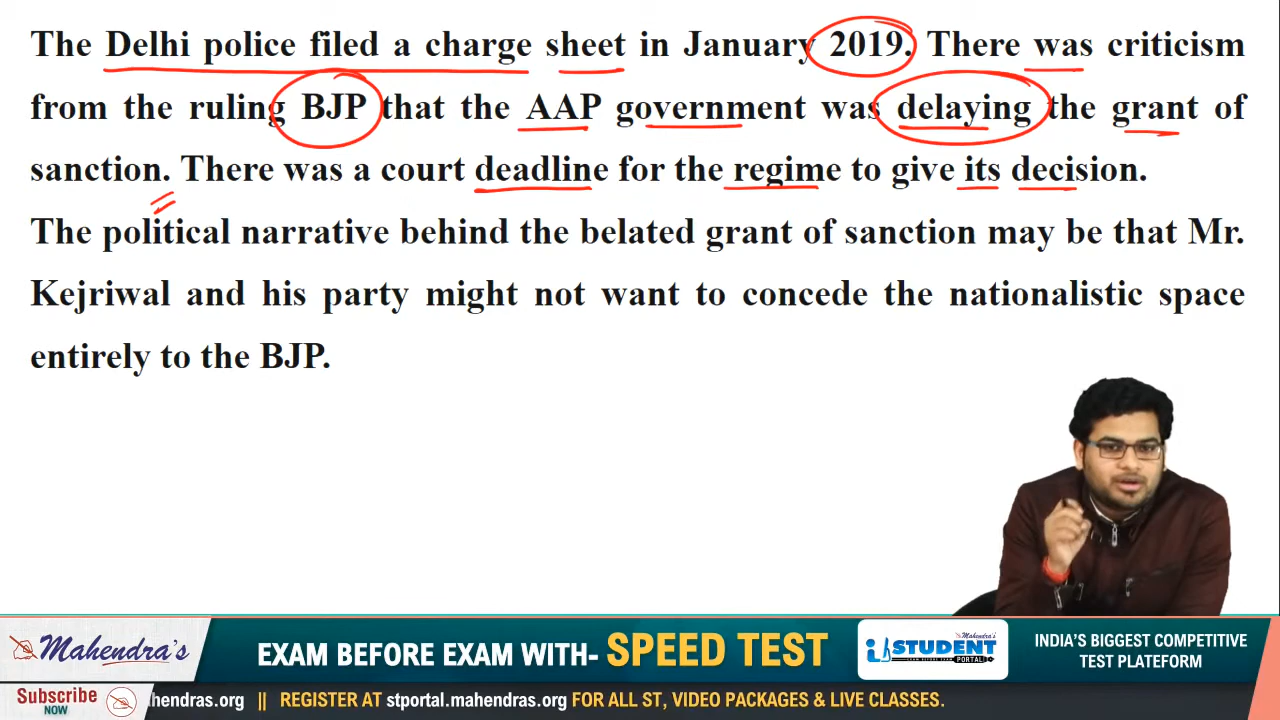 The Delhi police filed a charge sheet in January 2019. There was criticism
from the ruling BJP that the AAP government was delaying the grant of
sanction. There was a court deadline for the regime to give its decision.
The political narrative behind the belated grant of sanction may be that Mr.
Kejriwal and his party might not want to concede the nationalistic space
entirely to the BJP.
Mahendra's
EXAM BEFORE EXAM WITH- SPEED TEST
Mahendra's
STUDENT
EXAM BEFORE EXAM
PORTAL
INDIA'S BIGGEST COMPETITIVE
TEST PLATEFORM
Subscribe
NOW
hendras.org || REGISTER AT stportal.mahendras.org FOR ALL ST, VIDEO PACKAGES & LIVE CLASSES.